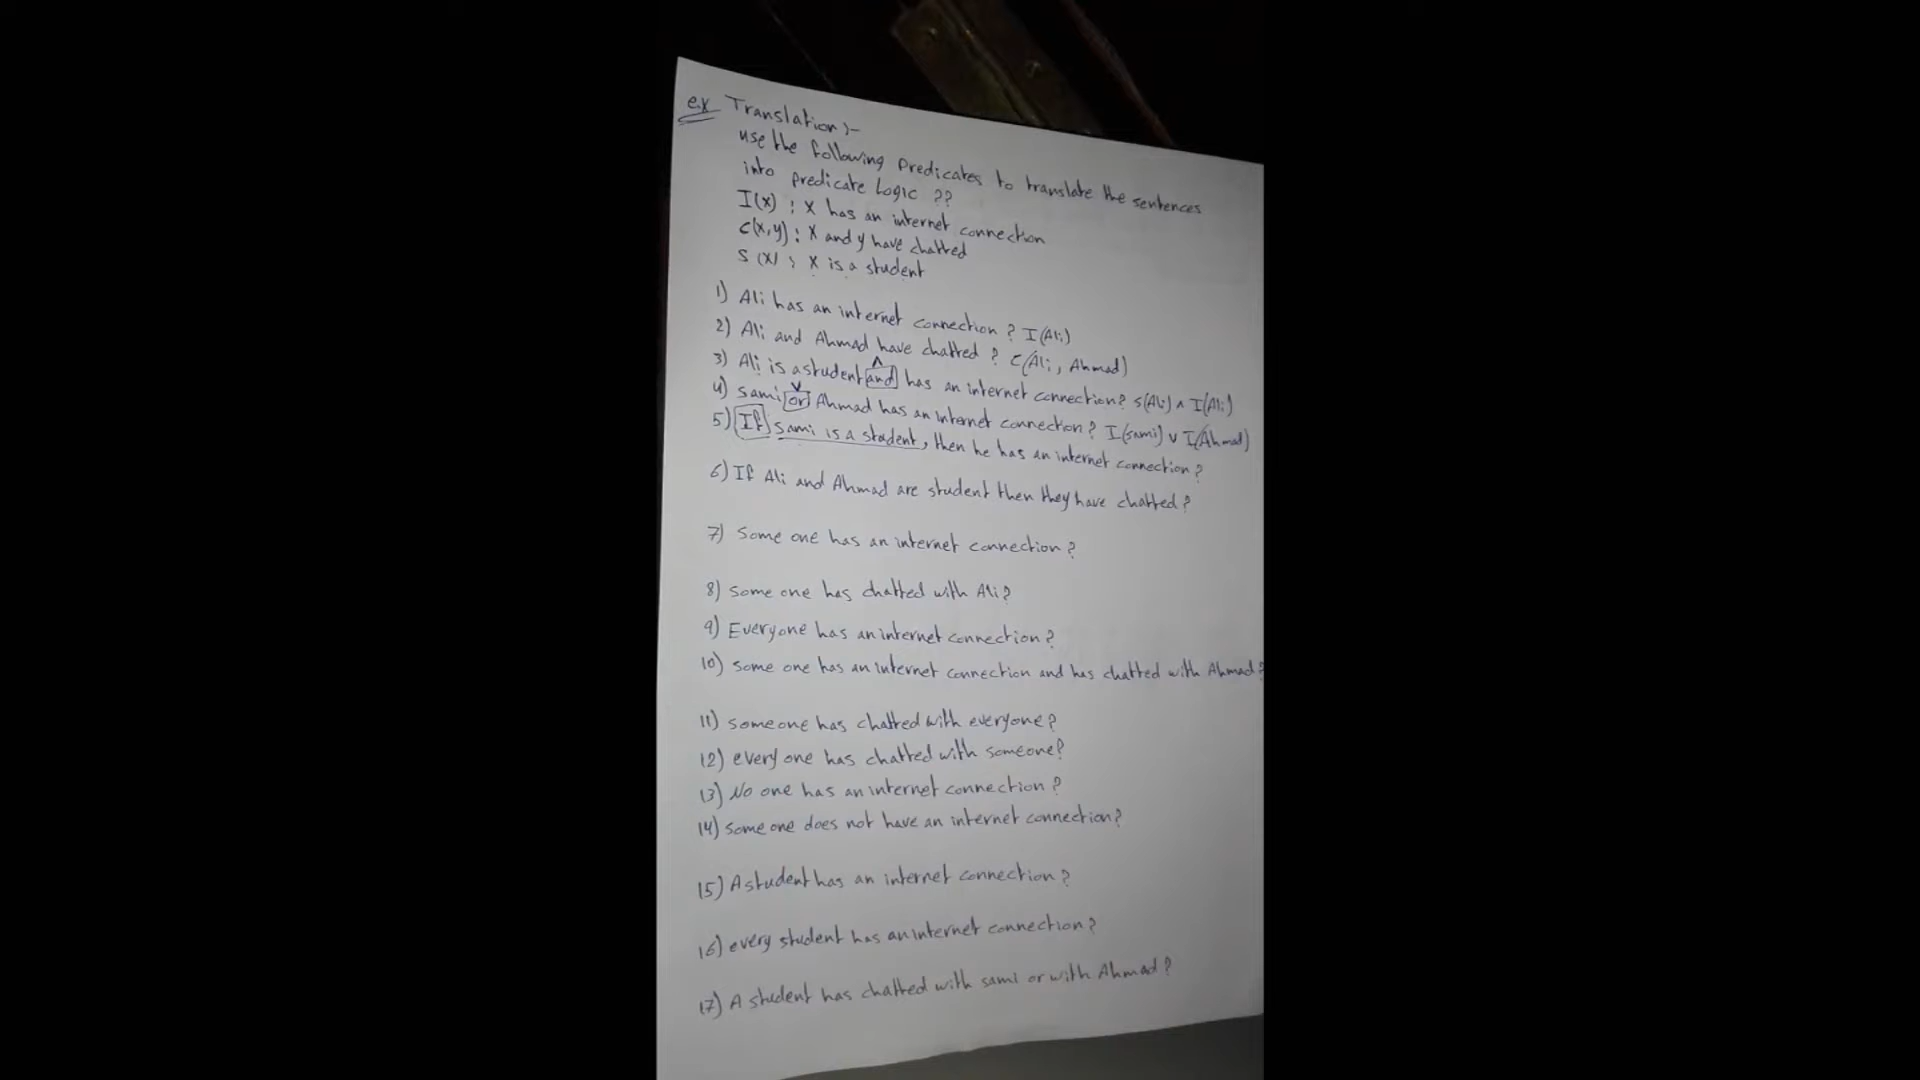 ex Translation :-
use the following predicates to translate the sentences
into predicate Logic ??
I(x) : x has an internet connection
C(x,y) : x and y have chatted
S(x) : x is a student
1) Ali has an internet connection ? I(Ali)
2) Ali and Ahmad have chatted ? C(Ali, Ahmad)
∧
3) Ali is a student and has an internet connection? S(Ali) ∧ I(Ali)
∨
4) Sami or Ahmad has an internet connection? I(sami) ∨ I(Ahmad)
5) If Sami is a student, then he has an internet connection ?
6) If Ali and Ahmad are student then they have chatted ?
7) Some one has an internet connection ?
8) Some one has chatted with Ali?
9) Everyone has an internet connection?
10) some one has an internet connection and has chatted with Ahmad?
11) someone has chatted with everyone?
12) every one has chatted with someone?
13) No one has an internet connection ?
14) some one does not have an internet connection?
15) A student has an internet connection ?
16) every student has an internet connection?
17) A student has chatted with sami or with Ahmad ?